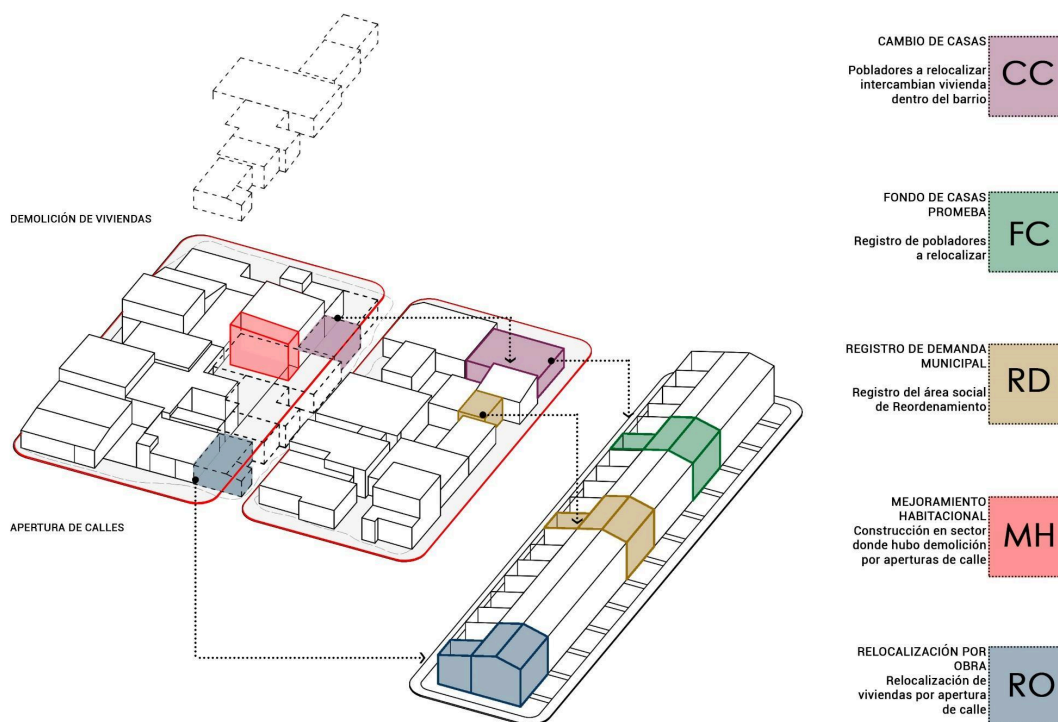 DEMOLICIÓN DE VIVIENDAS
APERTURA DE CALLES
CAMBIO DE CASAS
Pobladores a relocalizar
intercambian vivienda
dentro del barrio
CC
FONDO DE CASAS
PROMEBA
Registro de pobladores
a relocalizar
FC
REGISTRO DE DEMANDA
MUNICIPAL
Registro del área social
de Reordenamiento
RD
MEJORAMIENTO
HABITACIONAL
Construcción en sector
donde hubo demolición
por aperturas de calle
MH
RELOCALIZACIÓN POR
OBRA
Relocalización de
viviendas por apertura
de calle
RO